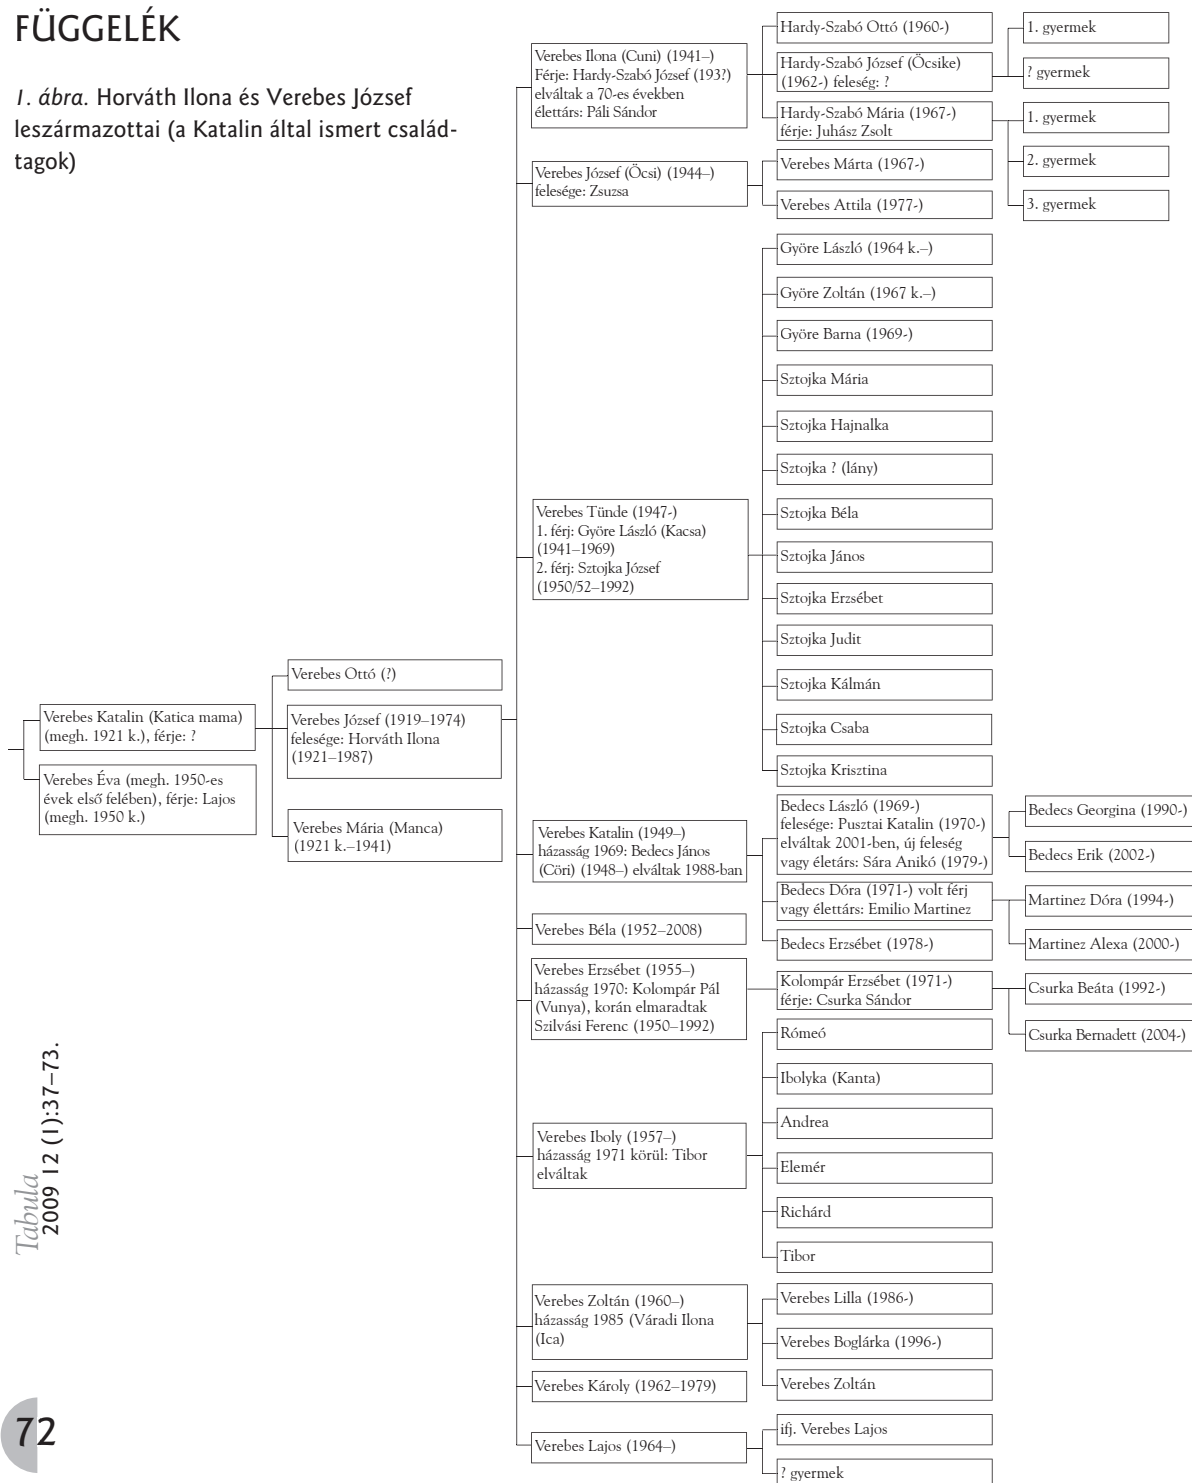 FÜGGELÉK
1. ábra. Horváth Ilona és Verebes József
leszármazottai (a Katalin által ismert család-
tagok)
Verebes Katalin (Katica mama)
(megh. 1921 k.), férje: ?
Verebes Éva (megh. 1950-es
évek első felében), férje: Lajos
(megh. 1950 k.)
Verebes Ottó (?)
Verebes József (1919–1974)
felesége: Horváth Ilona
(1921–1987)
Verebes Mária (Manca)
(1921 k.–1941)
Verebes Ilona (Cuni) (1941–)
Férje: Hardy-Szabó József (193?)
elváltak a 70-es években
élettárs: Páli Sándor
Hardy-Szabó Ottó (1960-)
Hardy-Szabó József (Öcsike)
(1962-) feleség: ?
1. gyermek
? gyermek
Hardy-Szabó Mária (1967-)
férje: Juhász Zsolt
1. gyermek
2. gyermek
3. gyermek
Verebes József (Öcsi) (1944–)
felesége: Zsuzsa
Verebes Márta (1967-)
Verebes Attila (1977-)
Verebes Tünde (1947-)
1. férj: Györe László (Kacsa)
(1941–1969)
2. férj: Sztojka József
(1950/52–1992)
Györe László (1964 k.–)
Györe Zoltán (1967 k.–)
Györe Barna (1969-)
Sztojka Mária
Sztojka Hajnalka
Sztojka ? (lány)
Sztojka Béla
Sztojka János
Sztojka Erzsébet
Sztojka Judit
Sztojka Kálmán
Sztojka Csaba
Sztojka Krisztina
Verebes Katalin (1949–)
házasság 1969: Bedecs János
(Cöri) (1948–) elváltak 1988-ban
Bedecs László (1969-)
felesége: Pusztai Katalin (1970-)
elváltak 2001-ben, új feleség
vagy életárs: Sára Anikó (1979-)
Bedecs Georgina (1990-)
Bedecs Erik (2002-)
Bedecs Dóra (1971-) volt férj
vagy élettárs: Emilio Martinez
Martinez Dóra (1994-)
Martinez Alexa (2000-)
Bedecs Erzsébet (1978-)
Verebes Béla (1952–2008)
Verebes Erzsébet (1955–)
házasság 1970: Kolompár Pál
(Vunya), korán elmaradtak
Szilvási Ferenc (1950–1992)
Kolompár Erzsébet (1971-)
férje: Csurka Sándor
Csurka Beáta (1992-)
Csurka Bernadett (2004-)
Verebes Iboly (1957–)
házasság 1971 körül: Tibor
elváltak
Rómeó
Ibolyka (Kanta)
Andrea
Elemér
Richárd
Tibor
Verebes Zoltán (1960–)
házasság 1985 (Váradi Ilona
(Ica)
Verebes Lilla (1986-)
Verebes Boglárka (1996-)
Verebes Zoltán
Verebes Károly (1962–1979)
Verebes Lajos (1964–)
ifj. Verebes Lajos
? gyermek
Tabula
2009 12 (1):37–73.
72